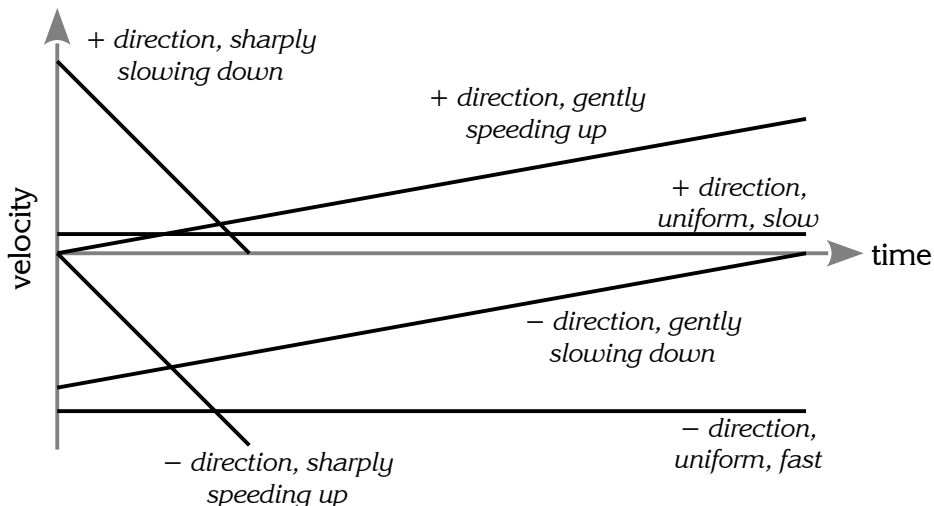 + direction, sharply
slowing down
+ direction, gently
speeding up
+ direction,
uniform, slow
velocity
time
− direction, gently
slowing down
− direction,
uniform, fast
− direction, sharply
speeding up